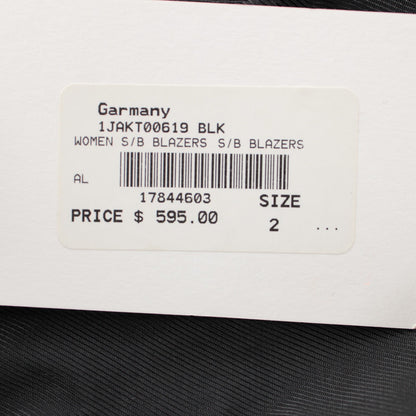 Garmany
1JAKT00619 BLK
WOMEN S/B BLAZERS S/B BLAZERS
AL
17844603
SIZE
PRICE $ 595.00
2 ...